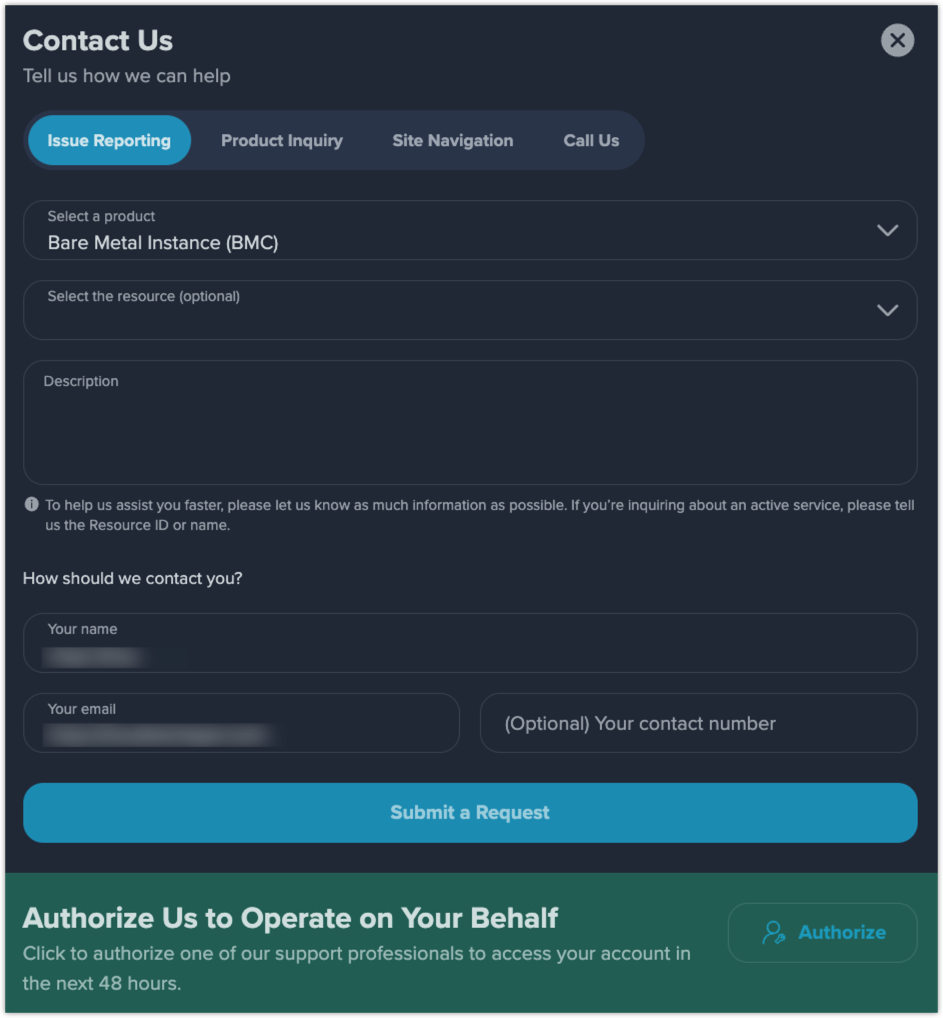 Contact Us
Tell us how we can help
Issue Reporting
Product Inquiry
Site Navigation
Call Us
Select a product
Bare Metal Instance (BMC)
Select the resource (optional)
Description
To help us assist you faster, please let us know as much information as possible. If you're inquiring about an active service, please tell
us the Resource ID or name.
How should we contact you?
Your name
Your email
(Optional) Your contact number
Submit a Request
Authorize Us to Operate on Your Behalf
Click to authorize one of our support professionals to access your account in
the next 48 hours.
Authorize